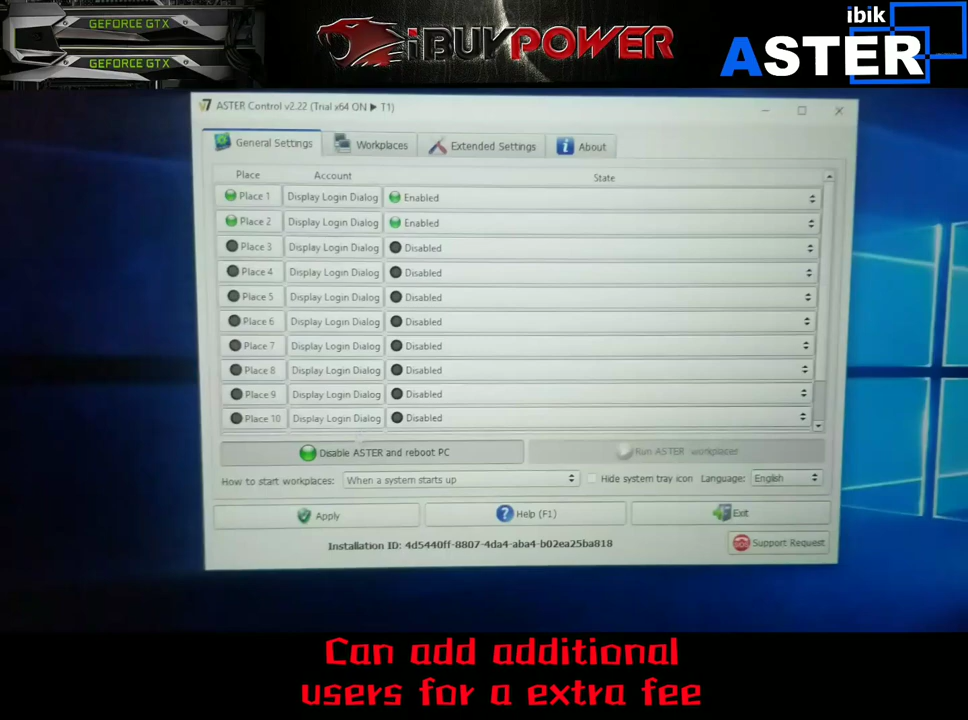 GEFORCE GTX
GEFORCE GTX
iBUYPOWER
ibik
ASTER
ASTER Control v2.22 (Trial x64 ON ▶ T1)
General Settings
Workplaces
Extended Settings
About
Place Account State
Place 1 Display Login Dialog Enabled
Place 2 Display Login Dialog Enabled
Place 3 Display Login Dialog Disabled
Place 4 Display Login Dialog Disabled
Place 5 Display Login Dialog Disabled
Place 6 Display Login Dialog Disabled
Place 7 Display Login Dialog Disabled
Place 8 Display Login Dialog Disabled
Place 9 Display Login Dialog Disabled
Place 10 Display Login Dialog Disabled
Disable ASTER and reboot PC Run ASTER workplaces
How to start workplaces: When a system starts up Hide system tray icon Language: English
Apply Help (F1) Exit
Installation ID: 4d5440ff-8807-4da4-aba4-b02ea25ba818
Support Request
Can add additional
users for a extra fee